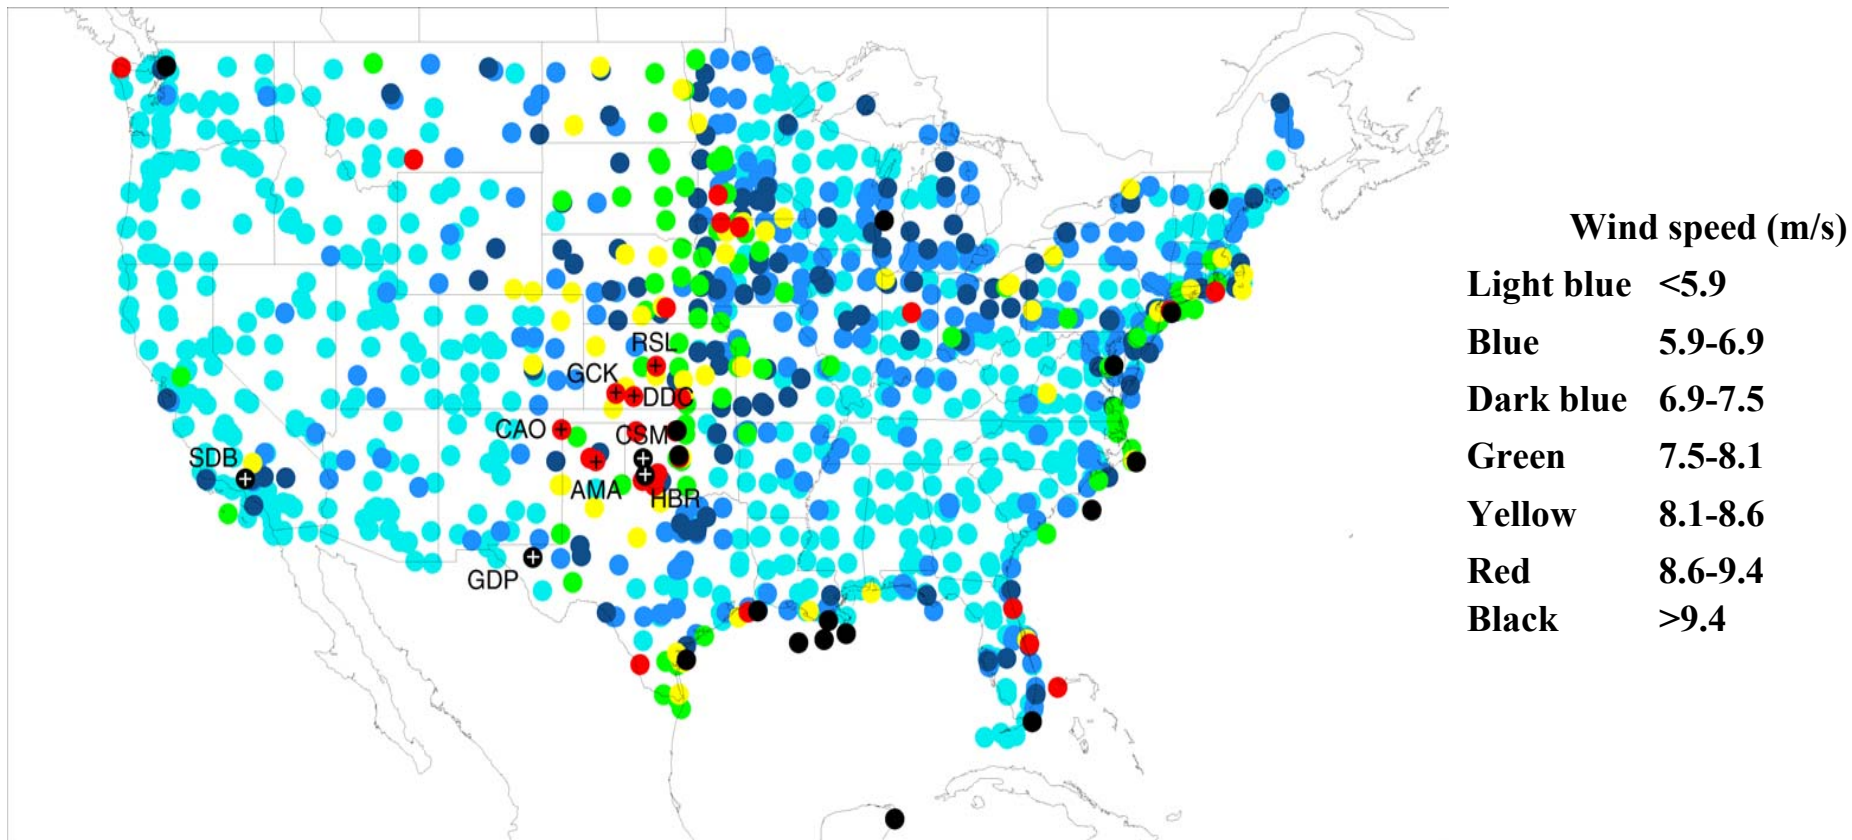 RSL
GCK
DDC
CAO
CSM
SDB
AMA
HBR
GDP
Wind speed (m/s)
Light blue <5.9
Blue 5.9-6.9
Dark blue 6.9-7.5
Green 7.5-8.1
Yellow 8.1-8.6
Red 8.6-9.4
Black >9.4